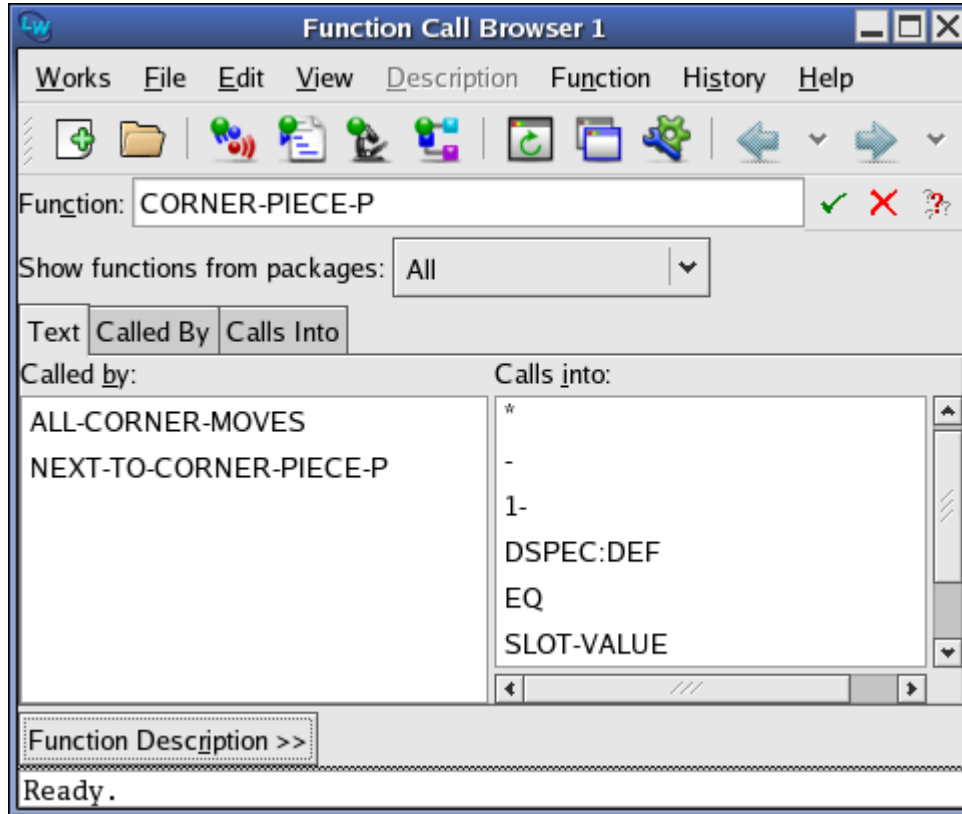 LW Function Call Browser 1
Works File Edit View Description Function History Help
Function: CORNER-PIECE-P
Show functions from packages: All
Text Called By Calls Into
Called by:
ALL-CORNER-MOVES
NEXT-TO-CORNER-PIECE-P
Calls into:
*
-
1-
DSPEC:DEF
EQ
SLOT-VALUE
Function Description >>
Ready.